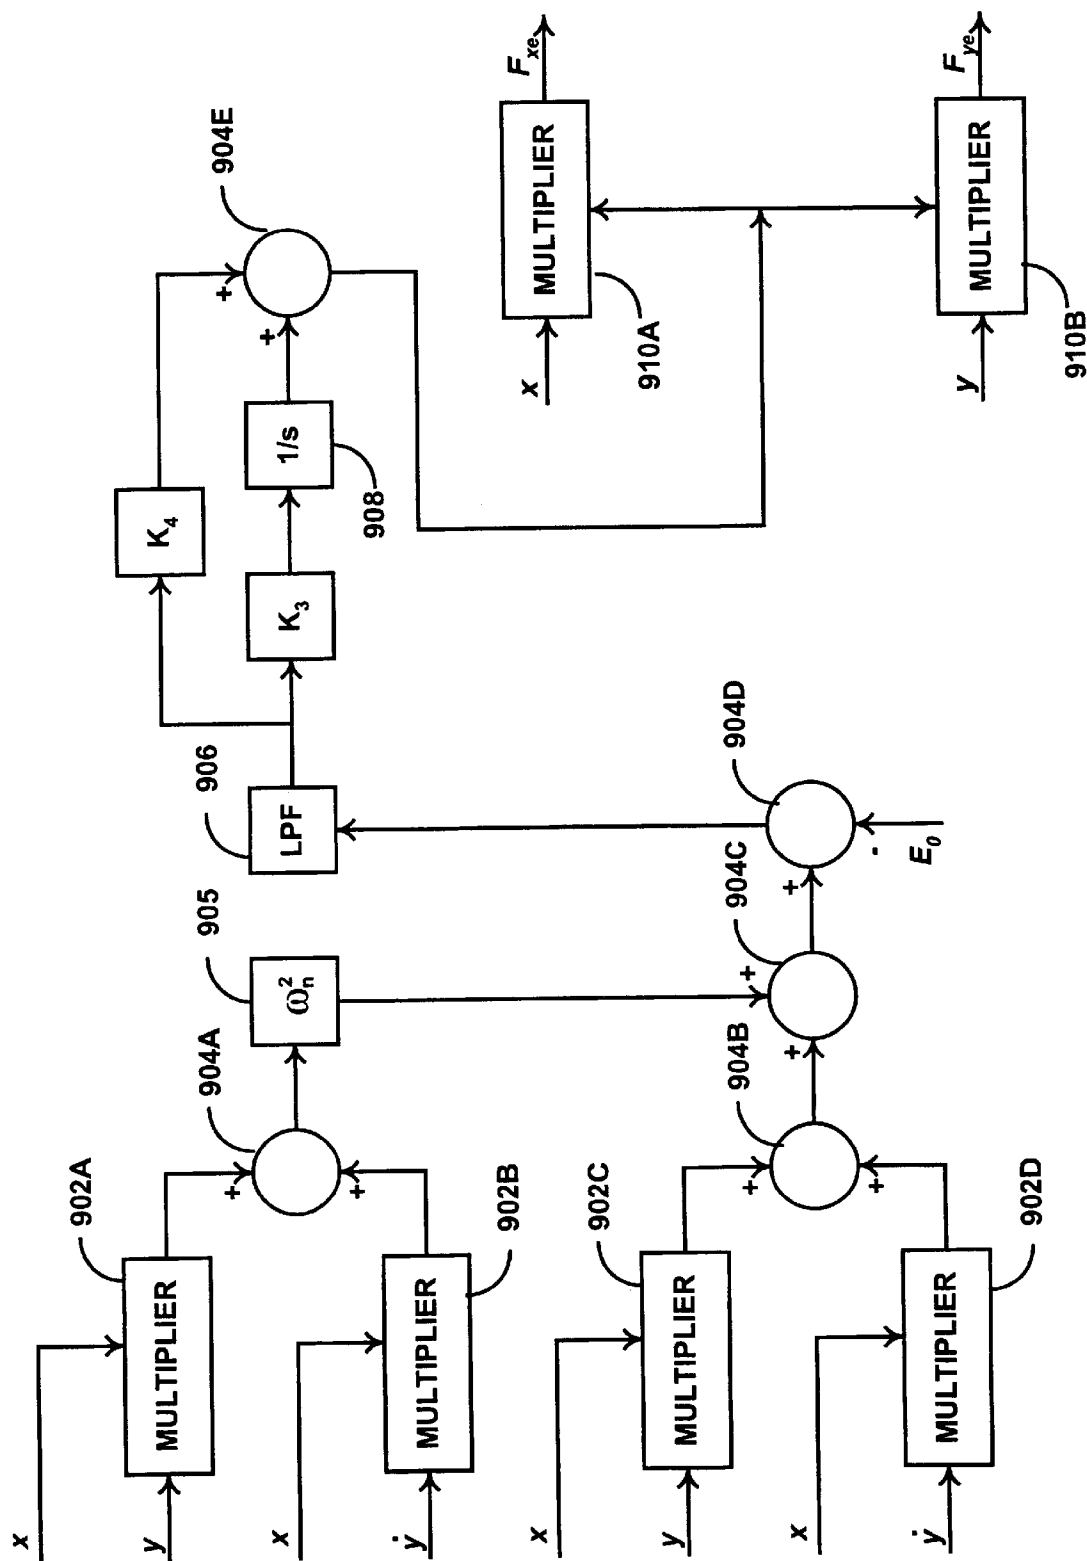 x
y
MULTIPLIER
902A
+
x
ẏ
MULTIPLIER
902B
+
904A
ω²ₙ
905
x
y
MULTIPLIER
902C
+
x
ẏ
MULTIPLIER
902D
+
904B
+
+
904C
+
-
E₀
904D
LPF
906
K₄
K₃
1/s
908
+
+
904E
x
MULTIPLIER
910A
Fₓₑ
y
MULTIPLIER
910B
F_ye